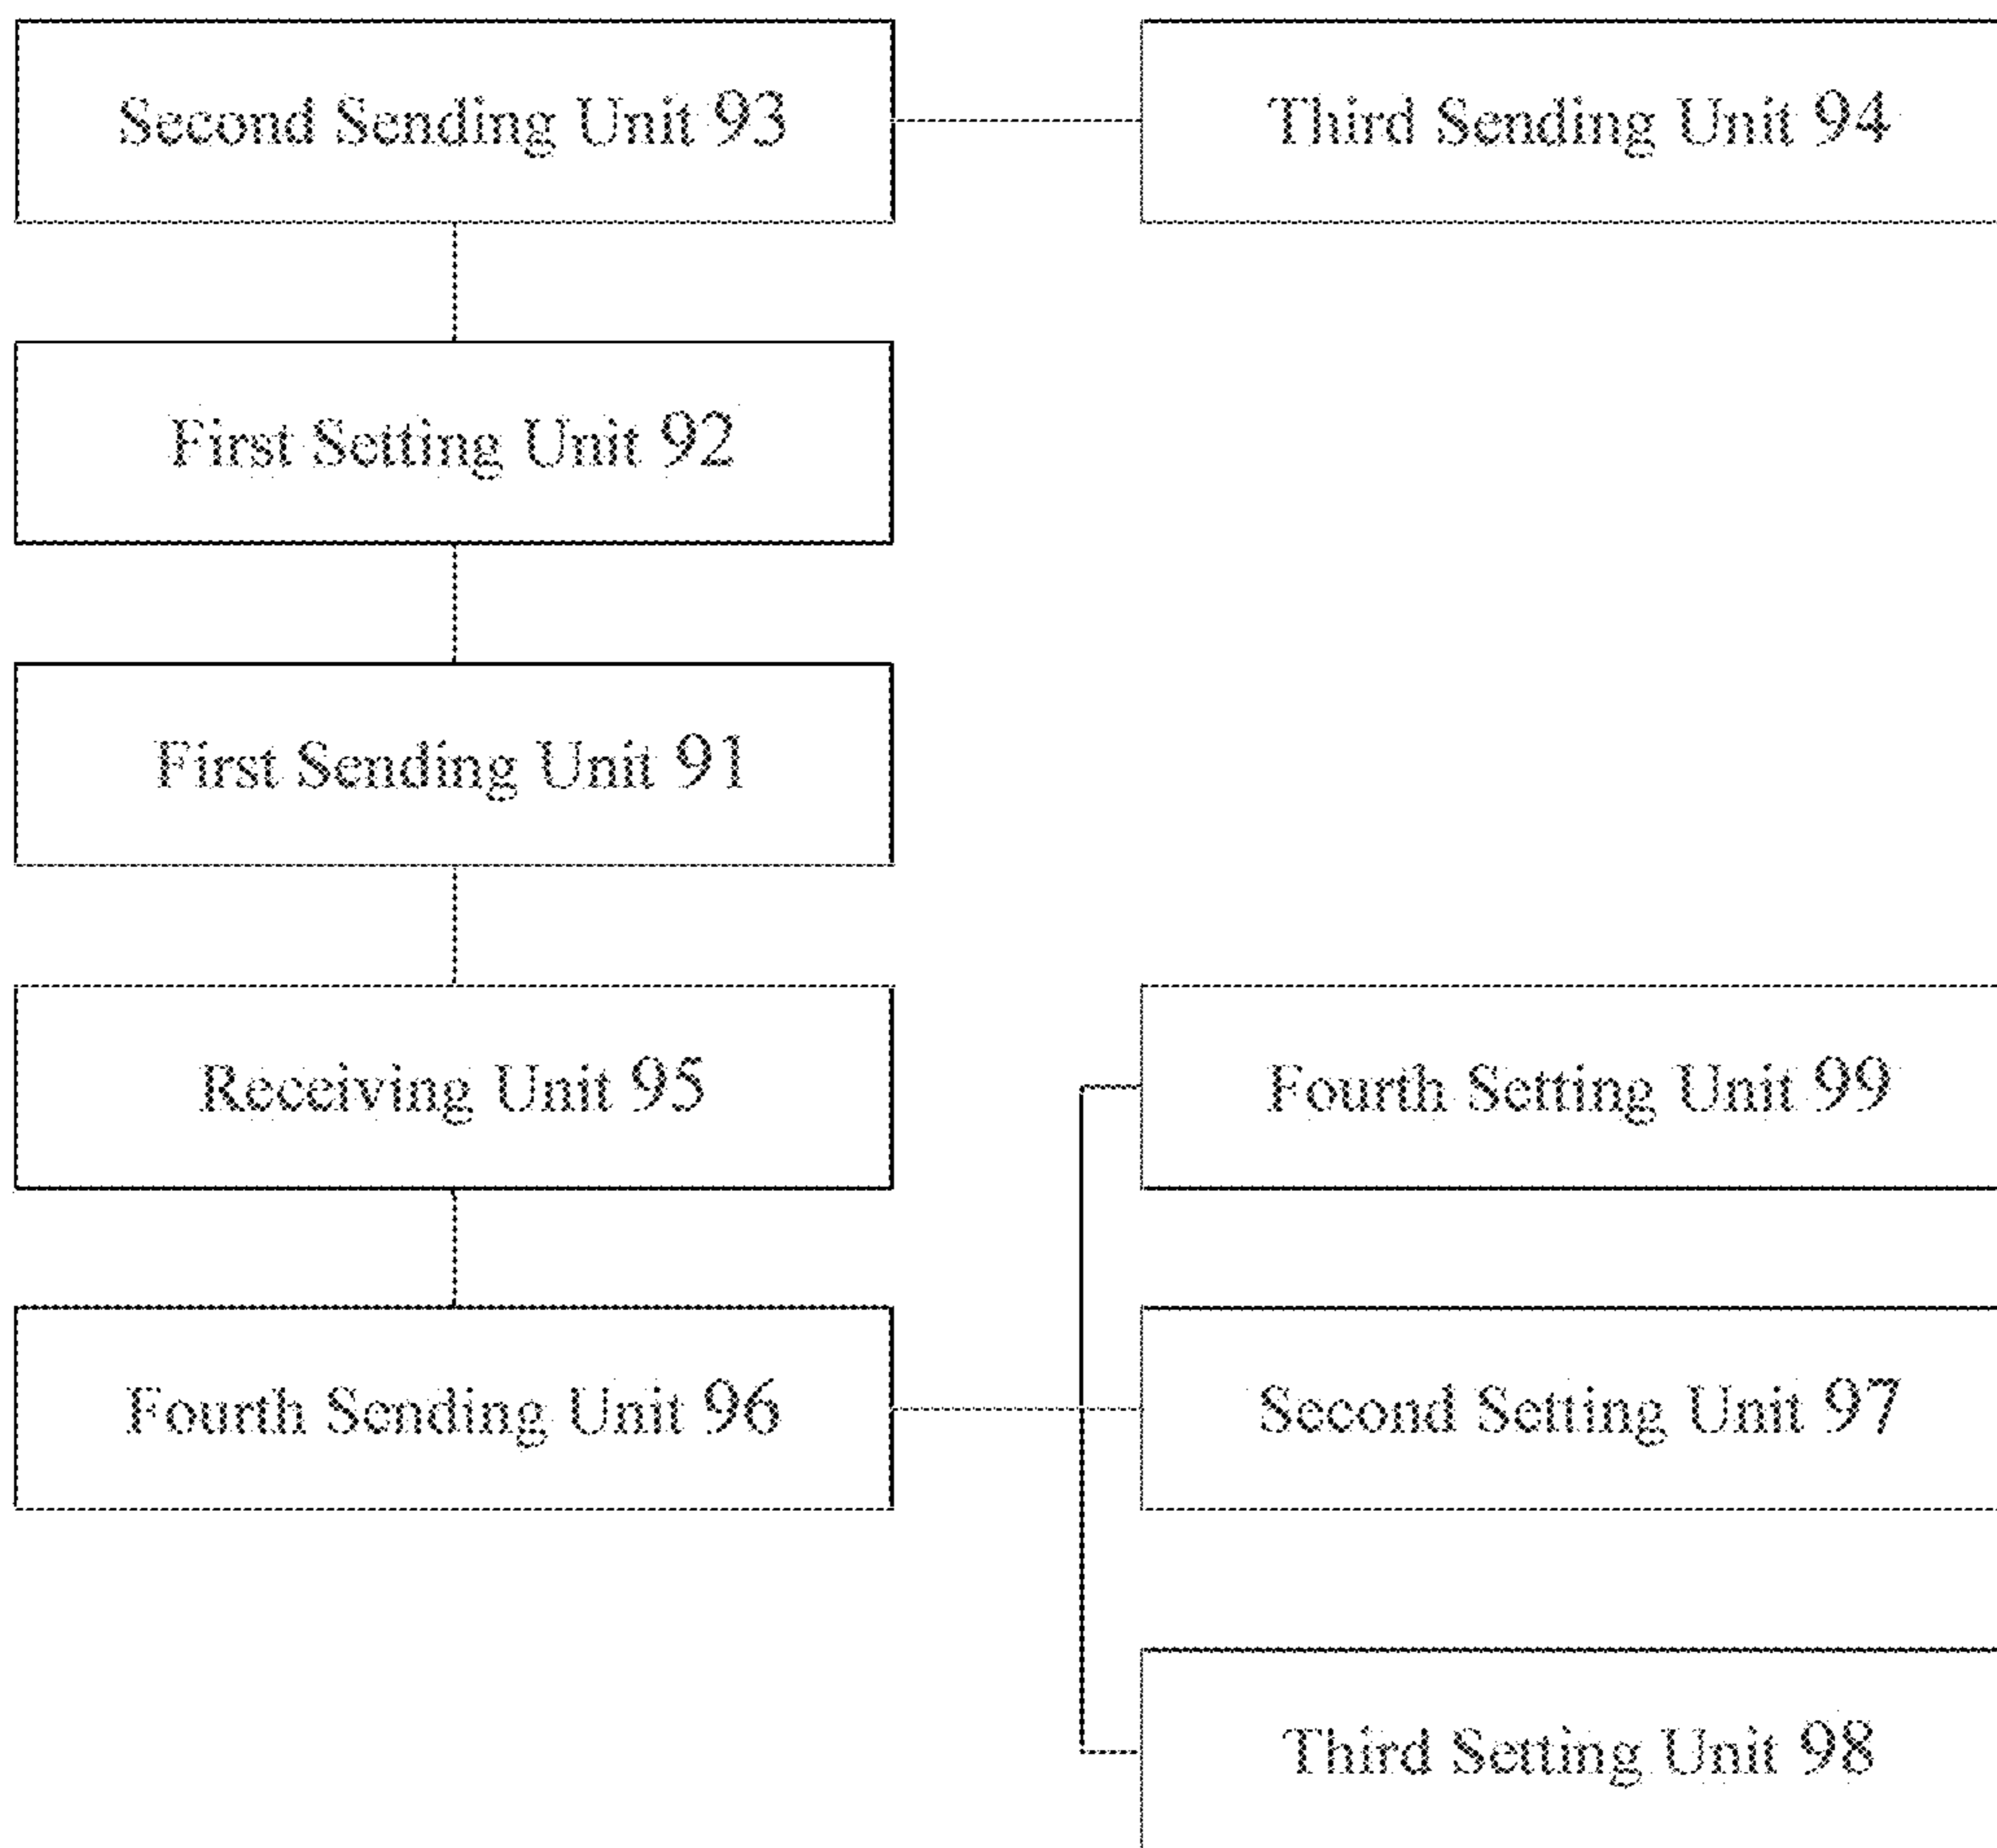 Second Sending Unit 93
Third Sending Unit 94
First Setting Unit 92
First Sending Unit 91
Receiving Unit 95
Fourth Setting Unit 99
Fourth Sending Unit 96
Second Setting Unit 97
Third Setting Unit 98